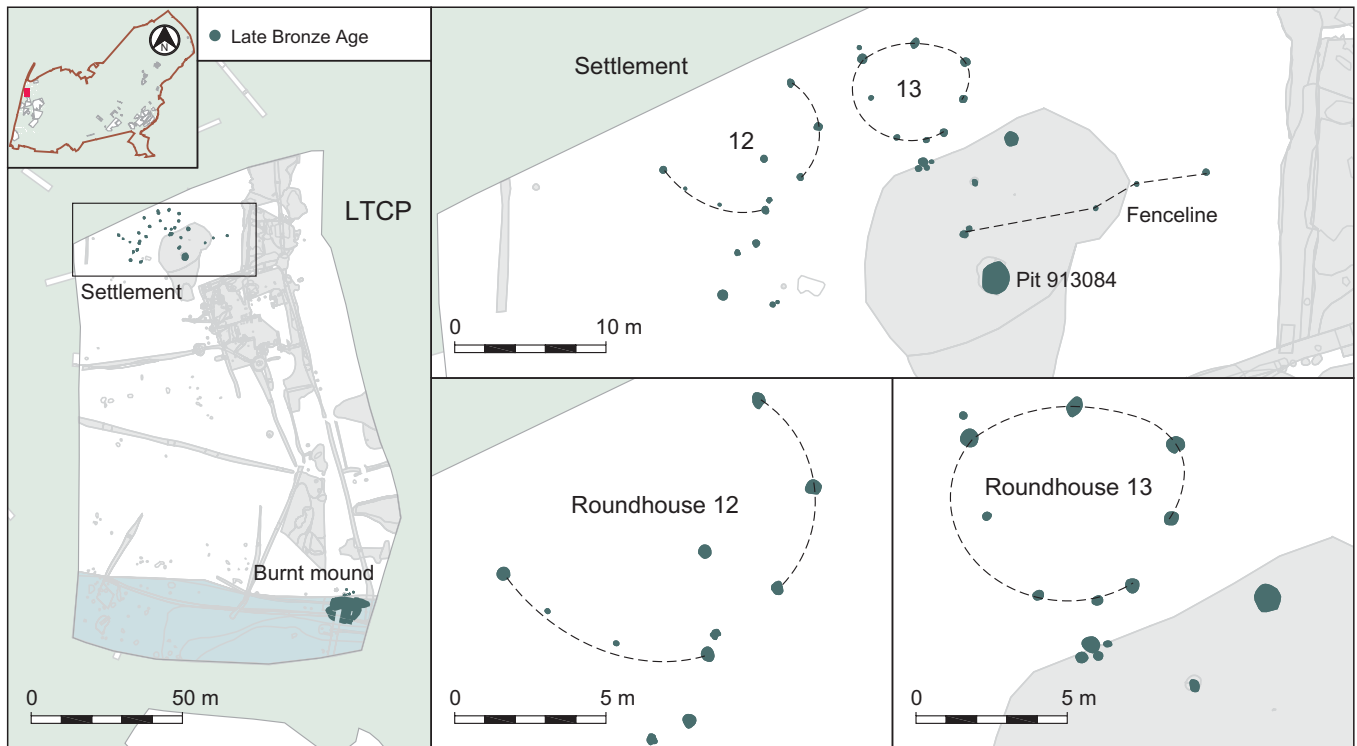 N
Late Bronze Age
LTCP
Settlement
Burnt mound
0 50 m
Settlement
12
13
Fenceline
Pit 913084
0 10 m
Roundhouse 12
0 5 m
Roundhouse 13
0 5 m